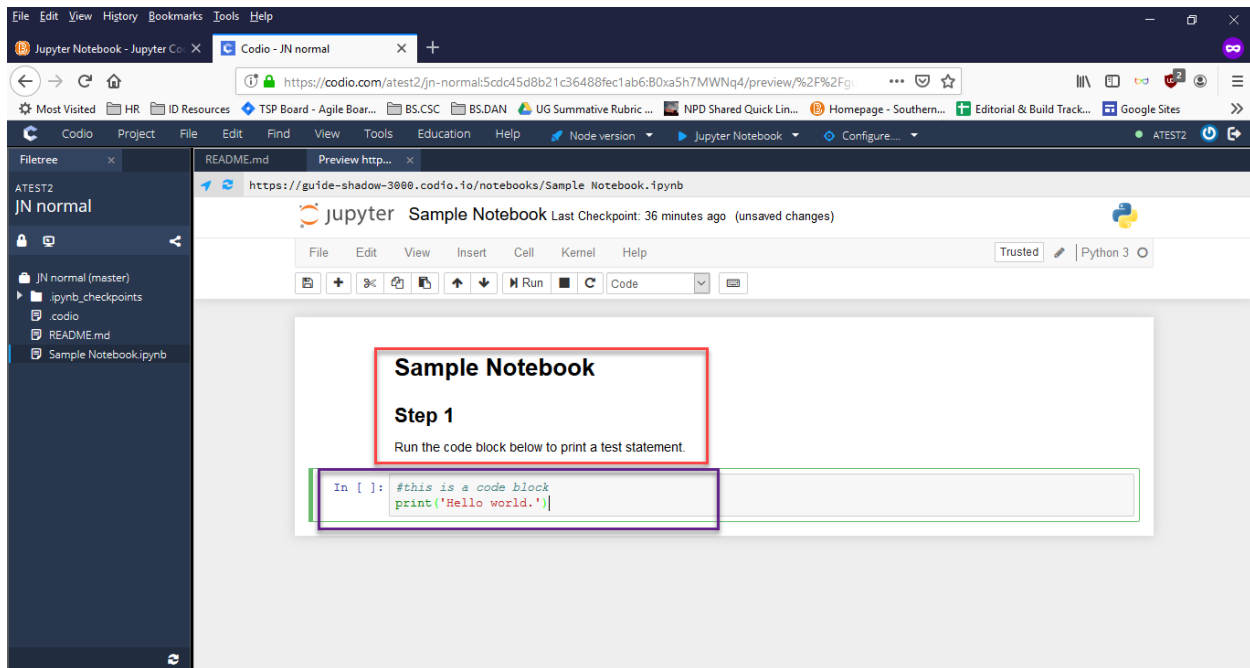 File Edit View History Bookmarks Tools Help
Jupyter Notebook - Jupyter Co
Codio - JN normal
https://codio.com/atest2/jn-normal:5cdc45d8b21c36488fec1ab6:B0xa5h7MWNq4/preview/%2F%2Fgu
2
Most Visited HR ID Resources TSP Board - Agile Boar... BS.CSC BS.DAN UG Summative Rubric ... NPD Shared Quick Lin... Homepage - Southern... Editorial & Build Track... Google Sites
Codio Project File Edit Find View Tools Education Help Node version Jupyter Notebook Configure.... ATEST2
Filetree README.md Preview http...
ATEST2
JN normal
https://guide-shadow-3000.codio.io/notebooks/Sample Notebook.ipynb
jupyter Sample Notebook Last Checkpoint: 36 minutes ago (unsaved changes)
File Edit View Insert Cell Kernel Help Trusted Python 3
Run Code
JN normal (master)
.ipynb_checkpoints
.codio
README.md
Sample Notebook.ipynb
Sample Notebook
Step 1
Run the code block below to print a test statement.
In [ ]: #this is a code block
print('Hello world.')